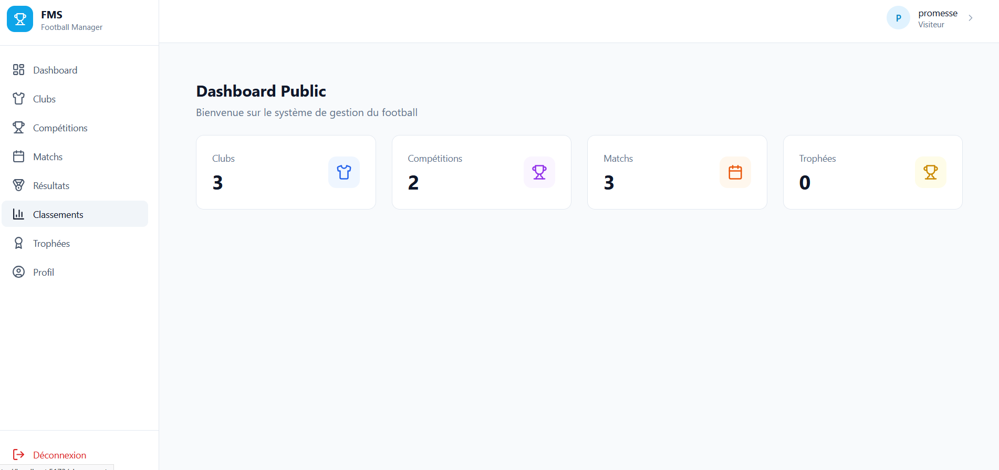 FMS
Football Manager
P
promesse
Visiteur
Dashboard
Clubs
Compétitions
Matchs
Résultats
Classements
Trophées
Profil
Déconnexion
Dashboard Public
Bienvenue sur le système de gestion du football
Clubs
3
Compétitions
2
Matchs
3
Trophées
0